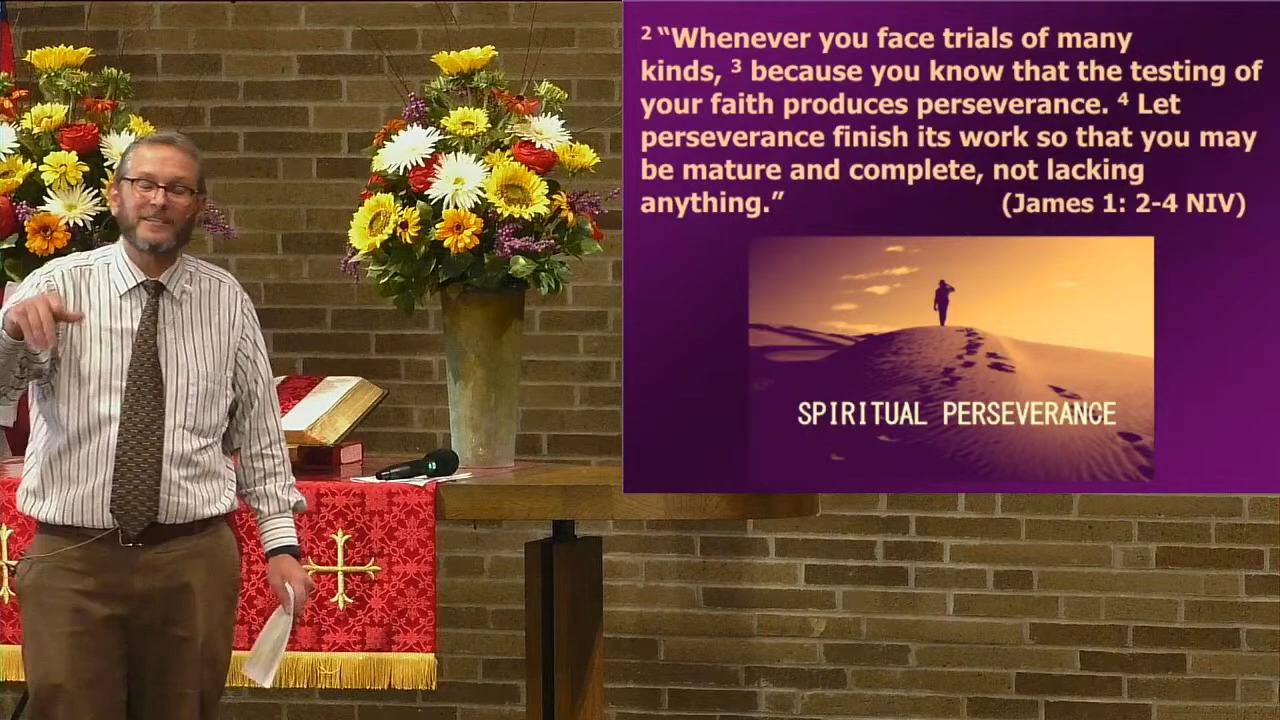 ² “Whenever you face trials of many
kinds, ³ because you know that the testing of
your faith produces perseverance. ⁴ Let
perseverance finish its work so that you may
be mature and complete, not lacking
anything.” (James 1: 2-4 NIV)
SPIRITUAL PERSEVERANCE